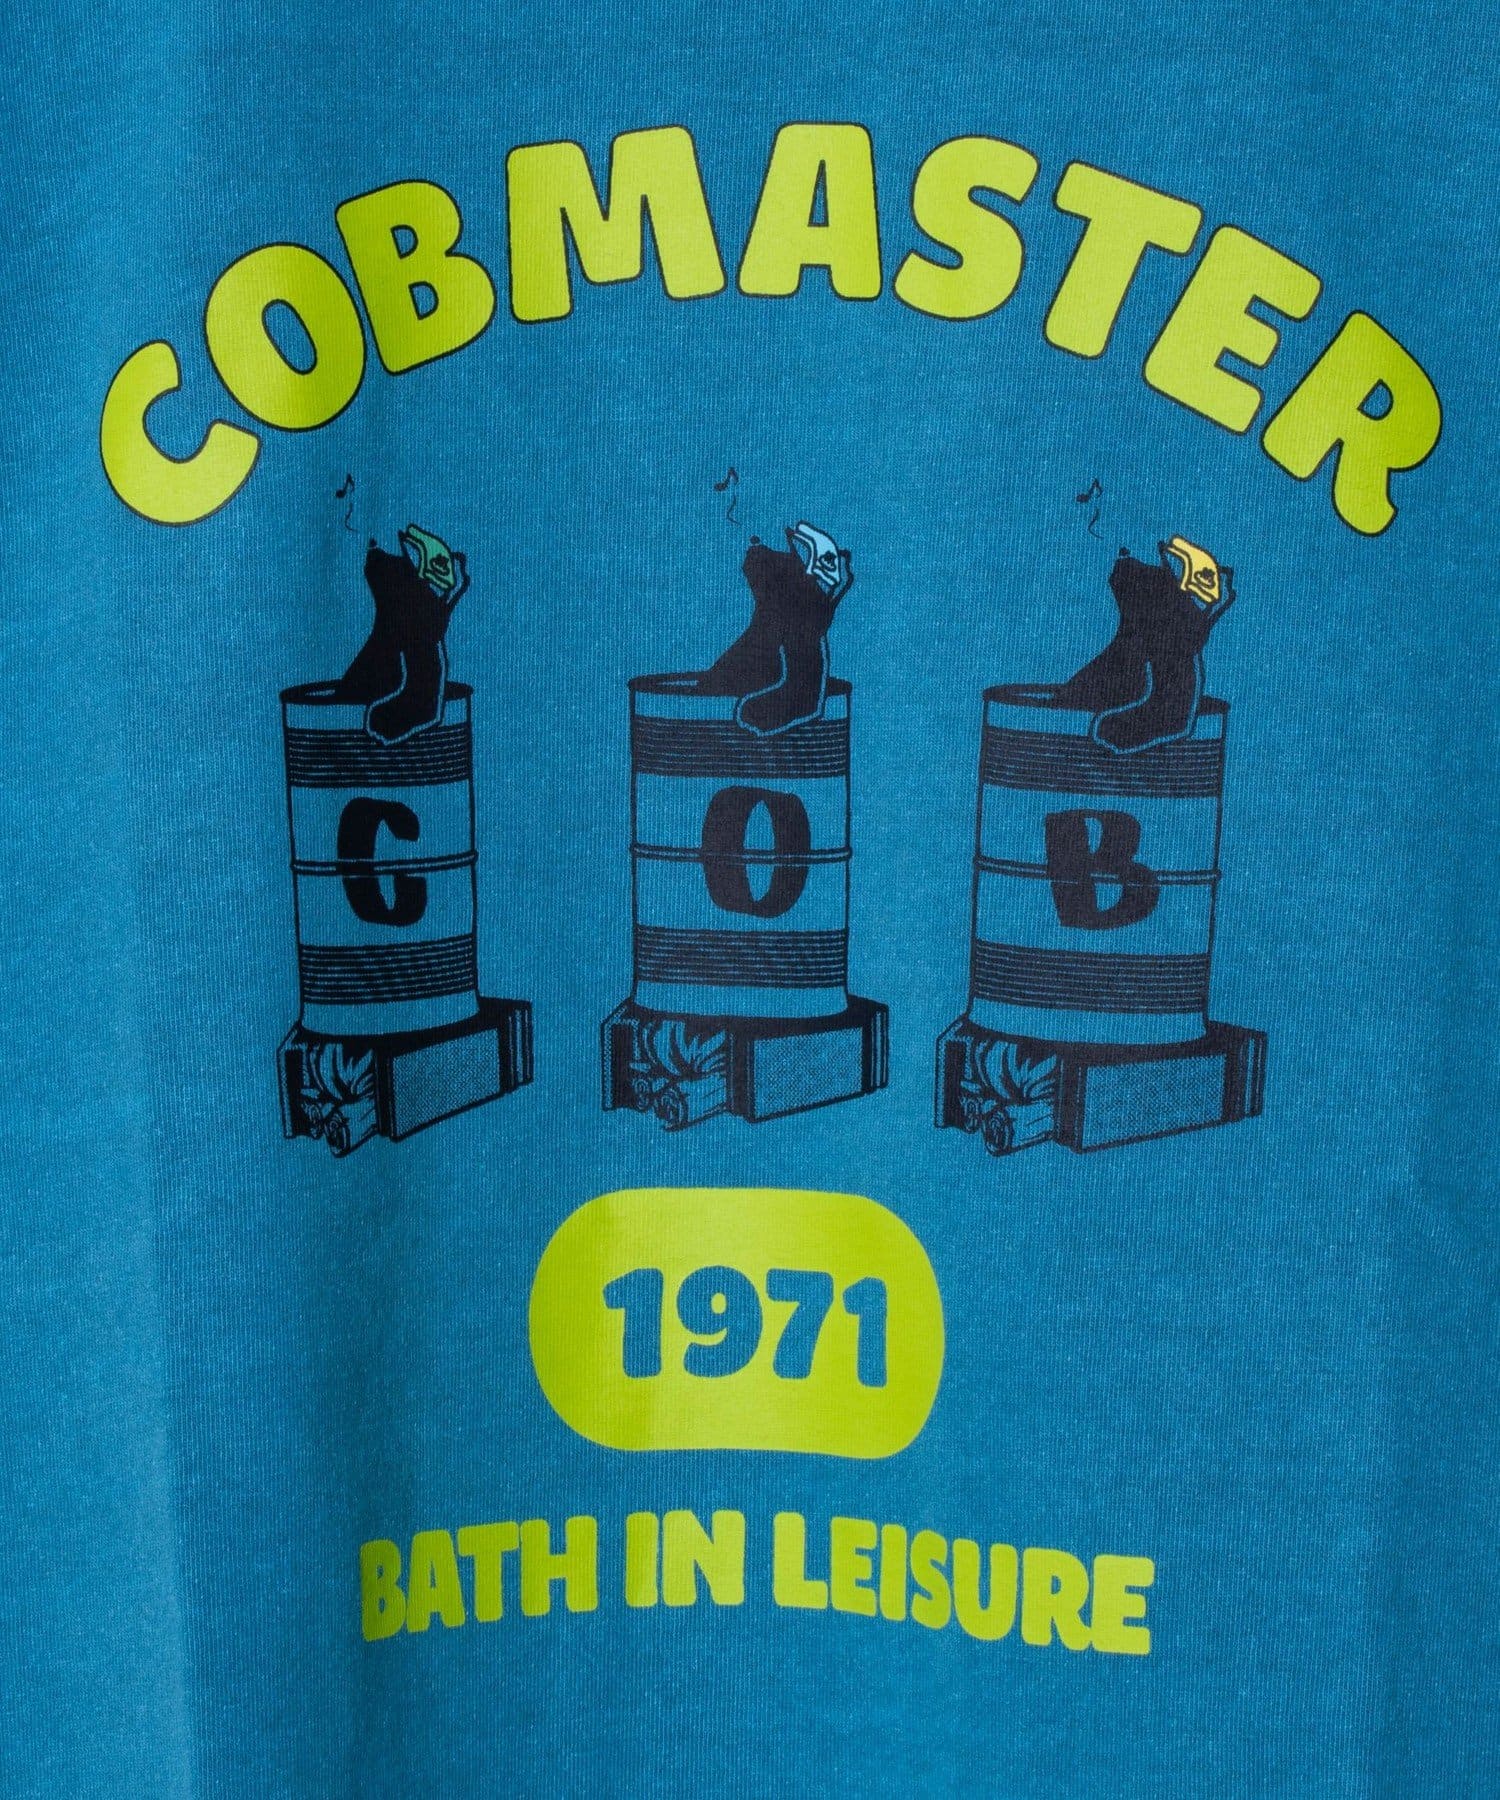 COBMASTER
C O B
1971
BATH IN LEISURE